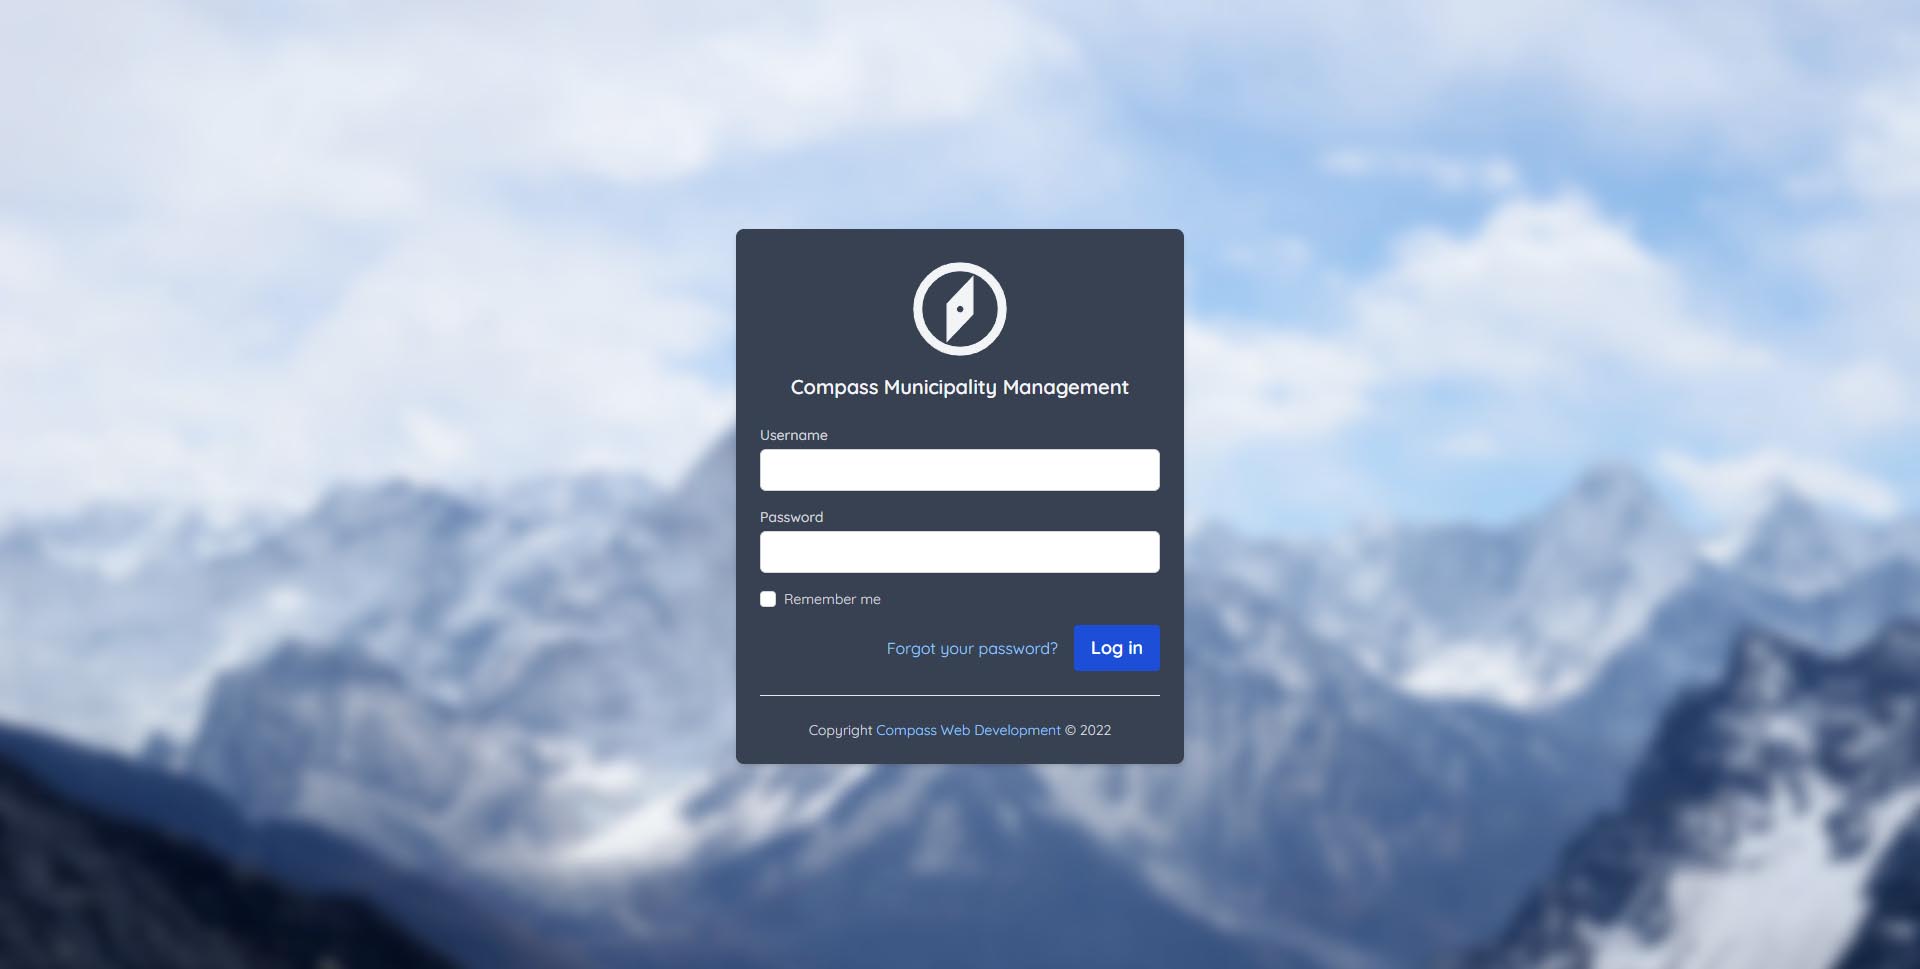 Compass Municipality Management
Username
Password
Remember me
Forgot your password? Log in
Copyright Compass Web Development © 2022